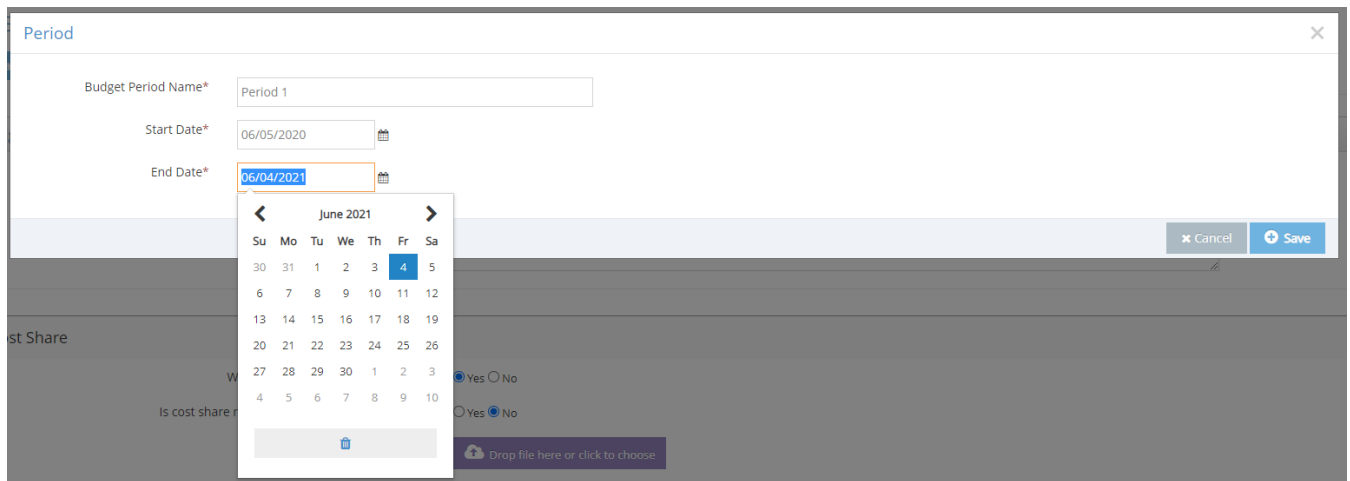 Period
Budget Period Name*
Period 1
Start Date*
06/05/2020
End Date*
06/04/2021
June 2021
Su Mo Tu We Th Fr Sa
30 31 1 2 3 4 5
6 7 8 9 10 11 12
13 14 15 16 17 18 19
20 21 22 23 24 25 26
27 28 29 30 1 2 3
4 5 6 7 8 9 10
Cancel Save
ost Share
W Yes No
Is cost share r Yes No
Drop file here or click to choose